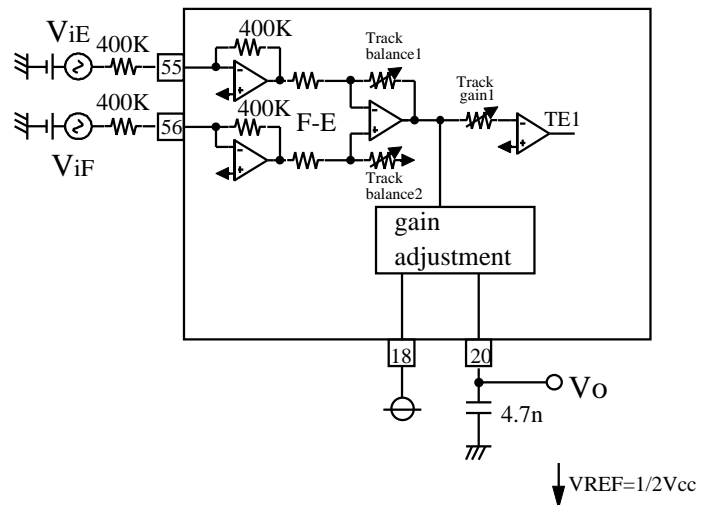 ViE
400K
55
400K
Track
balance1
Track
gain1
TE1
400K
56
400K
F-E
ViF
Track
balance2
gain
adjustment
18
20
Vo
4.7n
VREF=1/2Vcc